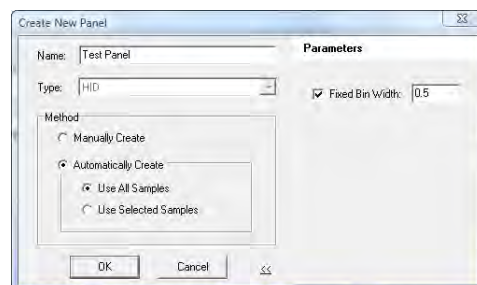 Create New Panel
Name: Test Panel
Type: HID
Method
Manually Create
Automatically Create
Use All Samples
Use Selected Samples
OK Cancel <<
Parameters
Fixed Bin Width: 0.5